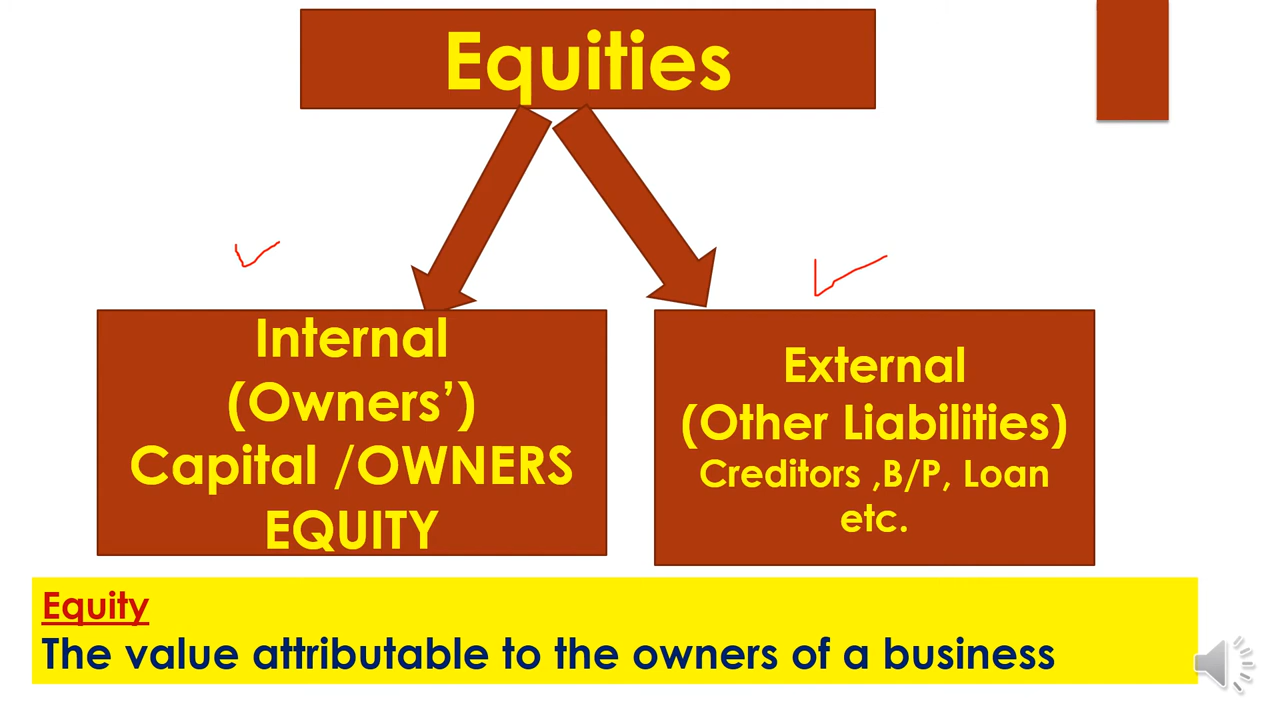 Equities
Internal
(Owners’)
Capital /OWNERS
EQUITY
External
(Other Liabilities)
Creditors ,B/P, Loan
etc.
Equity
The value attributable to the owners of a business